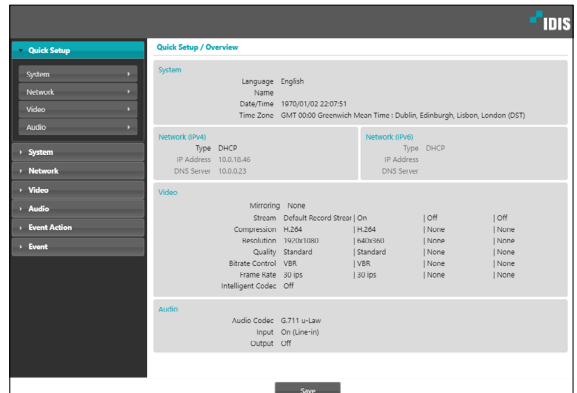 IDIS
Quick Setup
System
Network
Video
Audio
System
Network
Video
Audio
Event Action
Event
Quick Setup / Overview
System
Language English
Name
Date/Time 1970/01/02 22:07:51
Time Zone GMT 00:00 Greenwich Mean Time : Dublin, Edinburgh, Lisbon, London (DST)
Network (IPv4)
Type DHCP
IP Address 10.0.18.46
DNS Server 10.0.0.23
Network (IPv6)
Type DHCP
IP Address
DNS Server
Video
Mirroring None
Stream Default Record Strear | On | Off | Off
Compression H.264 | H.264 | None | None
Resolution 1920x1080 | 640x360 | None | None
Quality Standard | Standard | None | None
Bitrate Control VBR | VBR | None | None
Frame Rate 30 ips | 30 ips | None | None
Intelligent Codec Off
Audio
Audio Codec G.711 u-Law
Input On (Line-in)
Output Off
Save